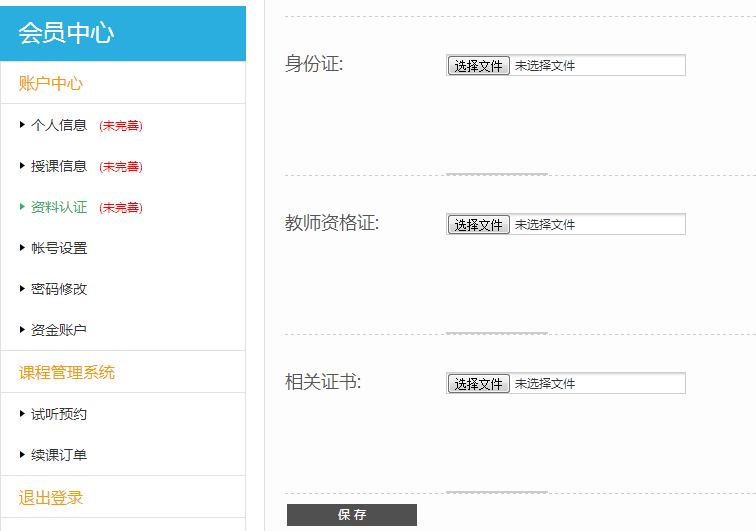 会员中心
账户中心
个人信息 (未完善)
授课信息 (未完善)
资料认证 (未完善)
帐号设置
密码修改
资金账户
课程管理系统
试听预约
续课订单
退出登录
身份证:
选择文件 未选择文件
教师资格证:
选择文件 未选择文件
相关证书:
选择文件 未选择文件
保 存